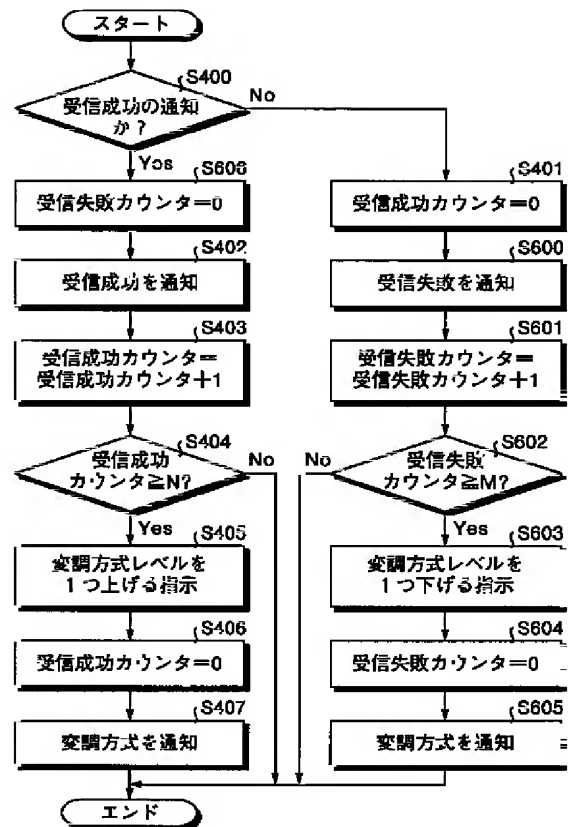 スタート
S400
受信成功の通知
か?
No
Yes
S606
受信失敗カウンタ=0
S402
受信成功を通知
S403
受信成功カウンタ=
受信成功カウンタ+1
S404
受信成功
カウンタ≧N?
No
Yes
S405
変調方式レベルを
1つ上げる指示
S406
受信成功カウンタ=0
S407
変調方式を通知
S401
受信成功カウンタ=0
S600
受信失敗を通知
S601
受信失敗カウンタ=
受信失敗カウンタ+1
S602
受信失敗
カウンタ≧M?
No
Yes
S603
変調方式レベルを
1つ下げる指示
S604
受信失敗カウンタ=0
S605
変調方式を通知
エンド